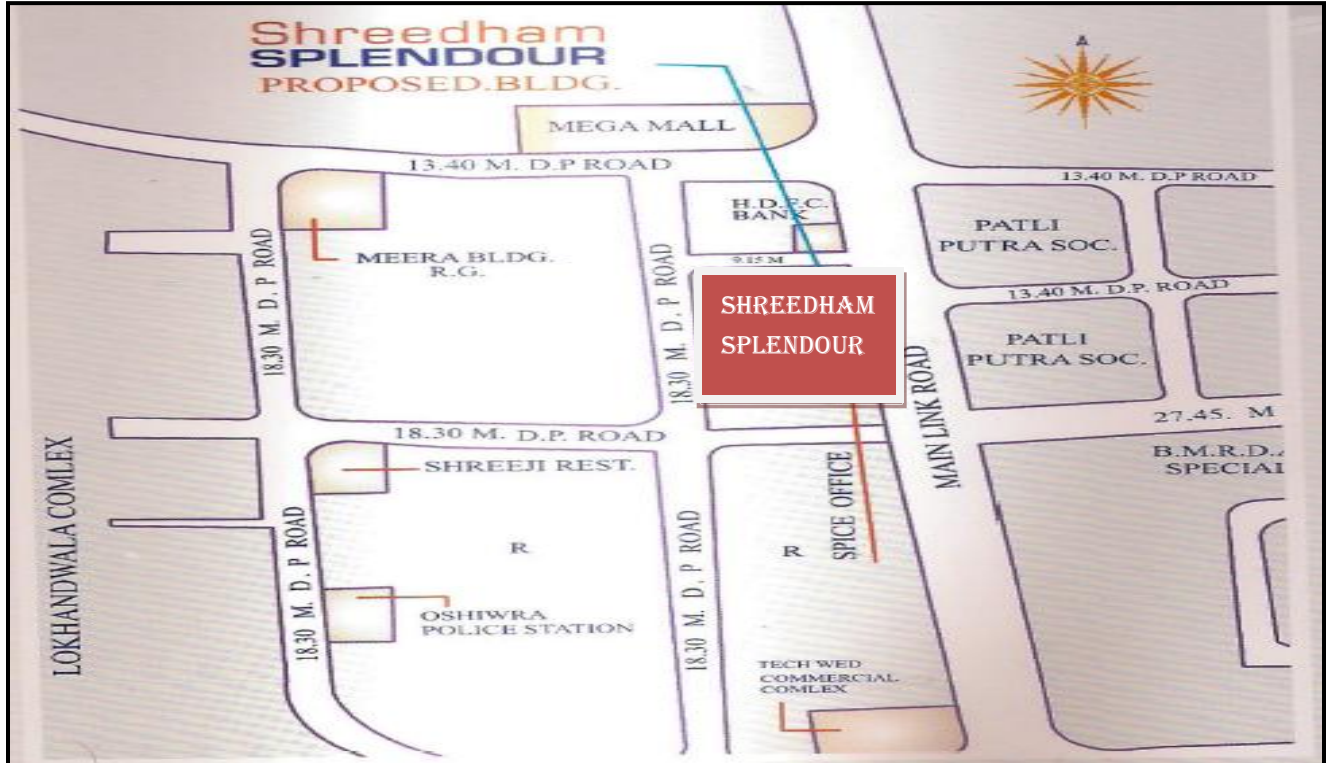 Shreedham
SPLENDOUR
PROPOSED.BLDG.
A
MEGA MALL
13.40 M. D.P ROAD
13.40 M. D.P ROAD
H.D.F.C.
BANK
PATLI
PUTRA SOC.
MEERA BLDG.
R.G.
9.15 M
18.30 M. D. P ROAD
18.30 M. D. P ROAD
13.40 M. D.P. ROAD
SHREEDHAM
SPLENDOUR
PATLI
PUTRA SOC.
MAIN LINK ROAD
27.45. M
18.30 M. D.P. ROAD
B.M.R.D.
SPECIAL
SHREEJI REST.
LOKHANDWALA COMLEX
SPICE OFFICE
R
R
18.30 M. D. P ROAD
18.30 M. D. P ROAD
OSHIWRA
POLICE STATION
TECH WED
COMMERCIAL
COMLEX